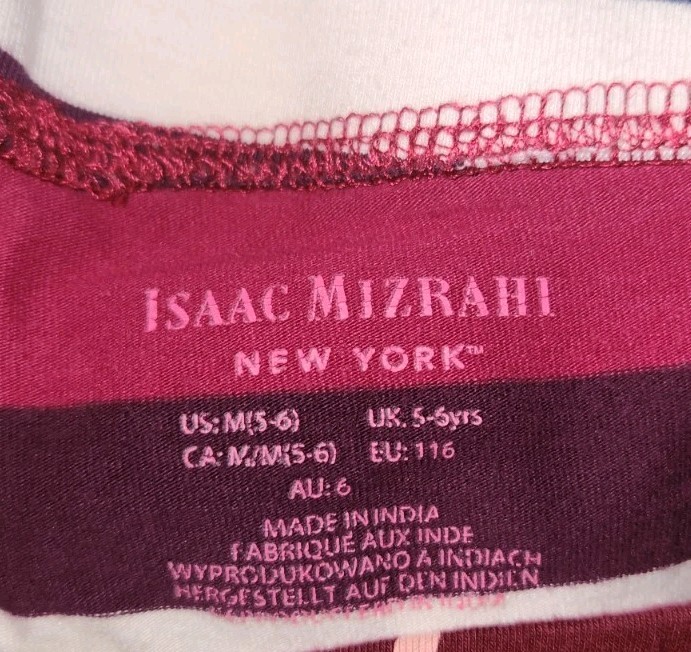 ISAAC MIZRAHI
NEW YORK™
US: M(5-6) UK: 5-6yrs
CA: M/M(5-6) EU: 116
AU: 6
MADE IN INDIA
FABRIQUE AUX INDE
WYPRODUKOWANO A INDIACH
HERGESTELLT AUF DEN INDIEN